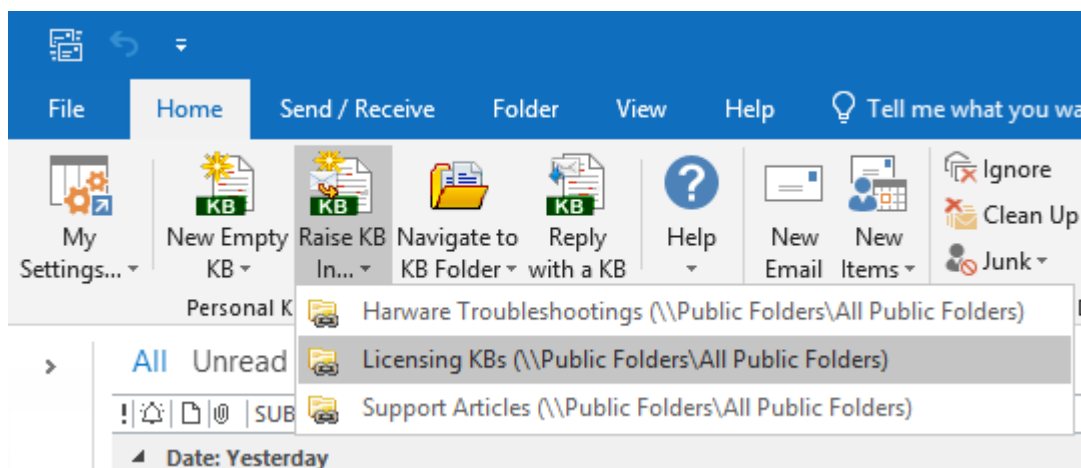 File Home Send / Receive Folder View Help Tell me what you wa
KB KB KB
My Settings...
New Empty KB
Raise KB In...
Navigate to KB Folder
Reply with a KB
Help
New Email
New Items
Ignore
Clean Up
Junk
Personal K
Harware Troubleshootings (\\Public Folders\All Public Folders)
Licensing KBs (\\Public Folders\All Public Folders)
Support Articles (\\Public Folders\All Public Folders)
All Unread
! SUB
Date: Yesterday